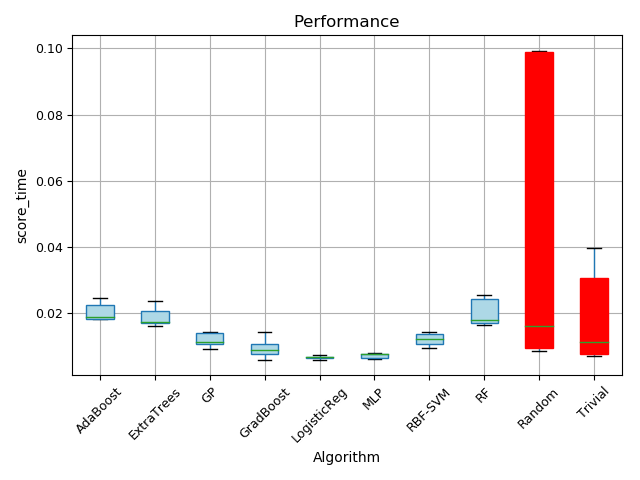 Performance
score_time
0.10
0.08
0.06
0.04
0.02
AdaBoost
ExtraTrees
GP
GradBoost
LogisticReg
MLP
RBF-SVM
RF
Random
Trivial
Algorithm